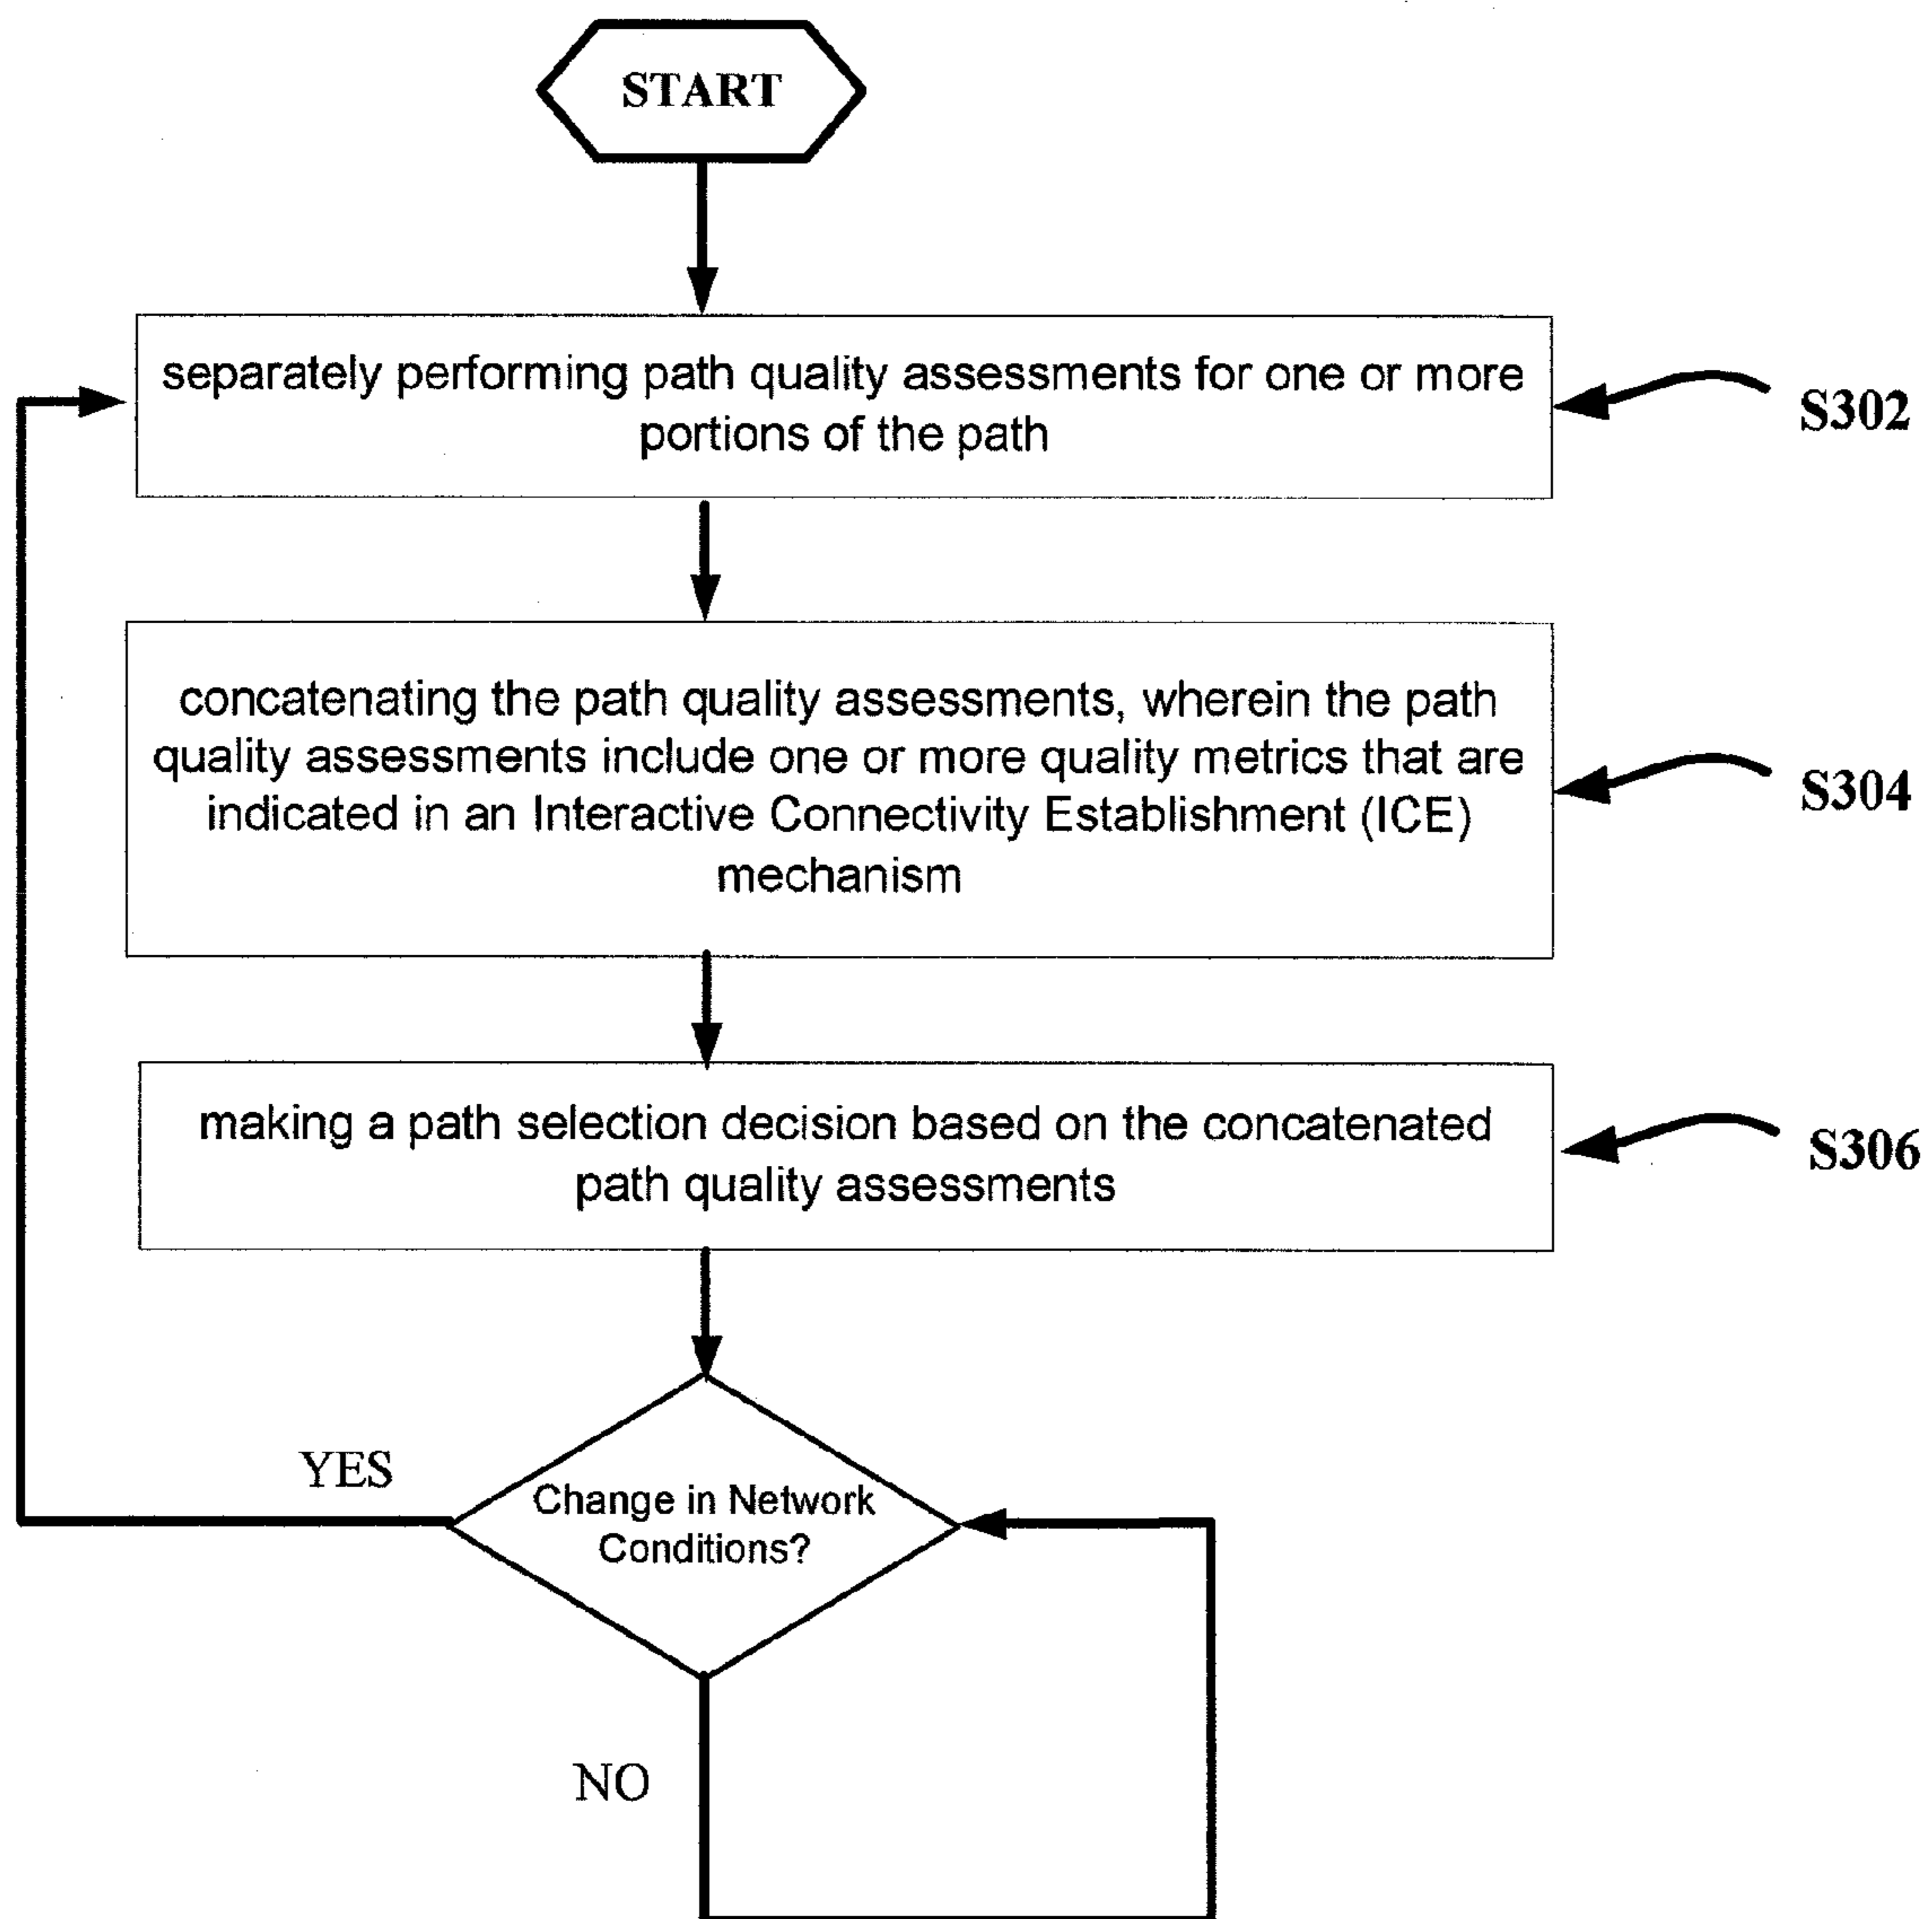 START
separately performing path quality assessments for one or more
portions of the path
S302
concatenating the path quality assessments, wherein the path
quality assessments include one or more quality metrics that are
indicated in an Interactive Connectivity Establishment (ICE)
mechanism
S304
making a path selection decision based on the concatenated
path quality assessments
S306
YES
Change in Network
Conditions?
NO